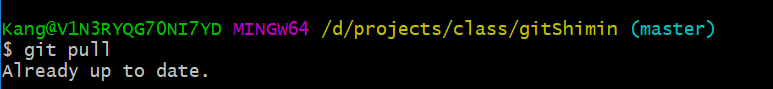 Kang@V1N3RYQG70NI7YD MINGW64 /d/projects/class/gitShimin (master)
$ git pull
Already up to date.